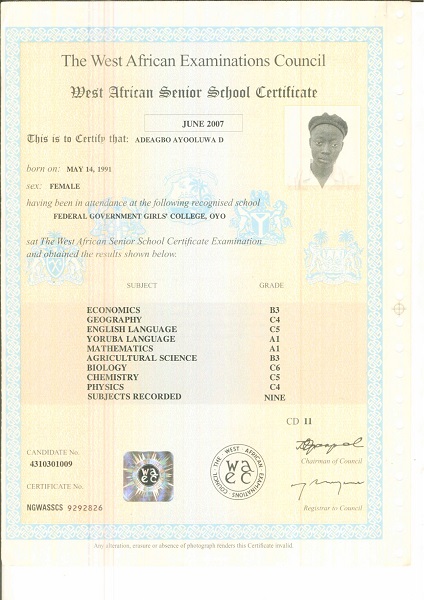 The West African Examinations Council
West African Senior School Certificate
JUNE 2007
This is to Certify that: ADEAGBO AYOOLUWA D
born on: MAY 14, 1991
sex: FEMALE
having been in attendance at the following recognised school
FEDERAL GOVERNMENT GIRLS' COLLEGE, OYO
sat The West African Senior School Certificate Examination
and obtained the results shown below.
SUBJECT GRADE
ECONOMICS B3
GEOGRAPHY C4
ENGLISH LANGUAGE C5
YORUBA LANGUAGE A1
MATHEMATICS A1
AGRICULTURAL SCIENCE B3
BIOLOGY C6
CHEMISTRY C5
PHYSICS C4
SUBJECTS RECORDED NINE
CD 11
CANDIDATE No.
4310301009
Chairman of Council
waec
THE WEST AFRICAN EXAMINATIONS COUNCIL
waec
CERTIFICATE No.
NGWASSCS 9292826
Registrar to Council
Any alteration, erasure or absence of photograph renders this Certificate invalid.